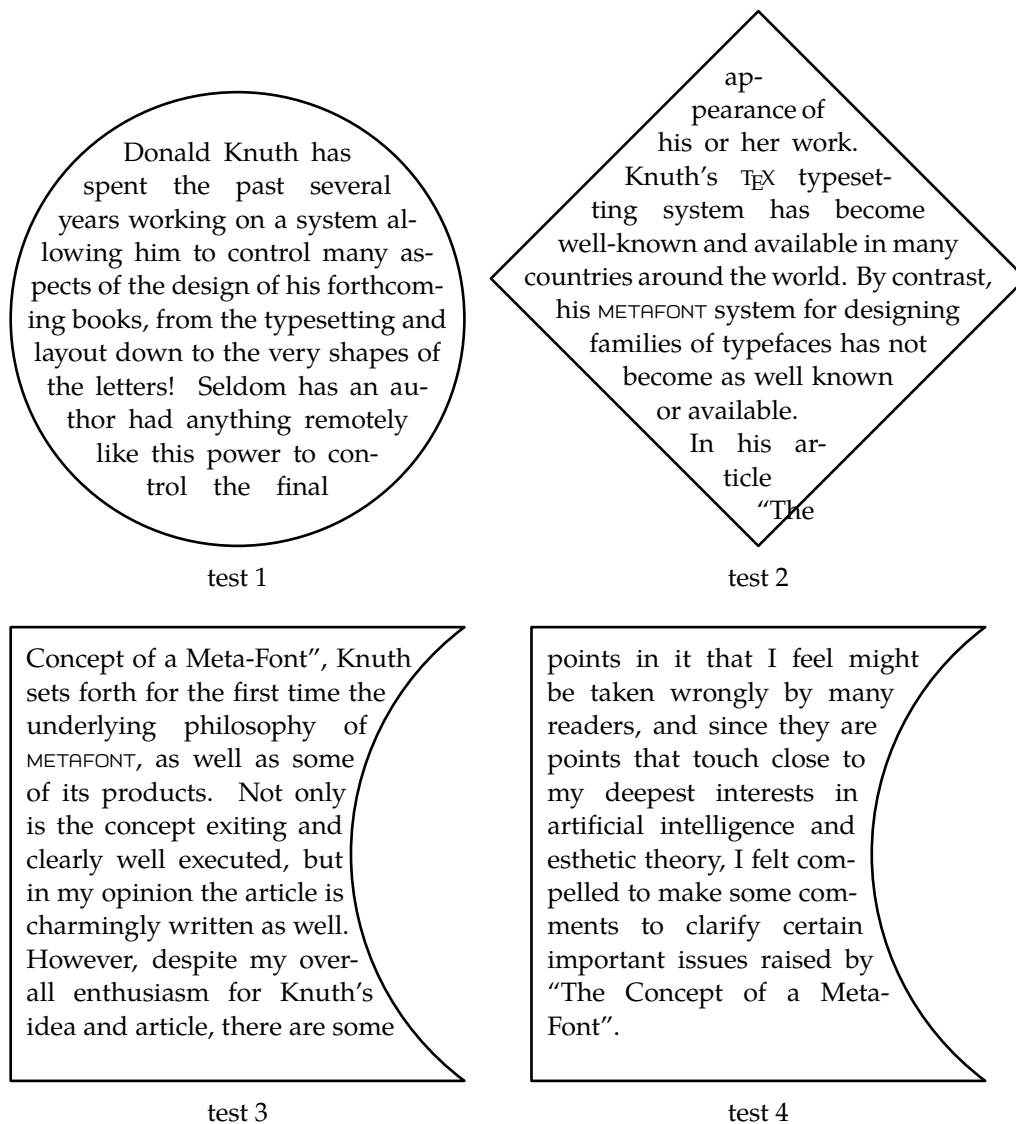 Donald Knuth has
spent the past several
years working on a system al-
lowing him to control many as-
pects of the design of his forthcom-
ing books, from the typesetting and
layout down to the very shapes of
the letters! Seldom has an au-
thor had anything remotely
like this power to con-
trol the final
test 1
ap-
pearance of
his or her work.
Knuth's TEX typeset-
ting system has become
well-known and available in many
countries around the world. By contrast,
his METAFONT system for designing
families of typefaces has not
become as well known
or available.
In his ar-
ticle
“The
test 2
Concept of a Meta-Font”, Knuth
sets forth for the first time the
underlying philosophy of
METAFONT, as well as some
of its products. Not only
is the concept exiting and
clearly well executed, but
in my opinion the article is
charmingly written as well.
However, despite my over-
all enthusiasm for Knuth's
idea and article, there are some
test 3
points in it that I feel might
be taken wrongly by many
readers, and since they are
points that touch close to
my deepest interests in
artificial intelligence and
esthetic theory, I felt com-
pelled to make some com-
ments to clarify certain
important issues raised by
“The Concept of a Meta-
Font”.
test 4